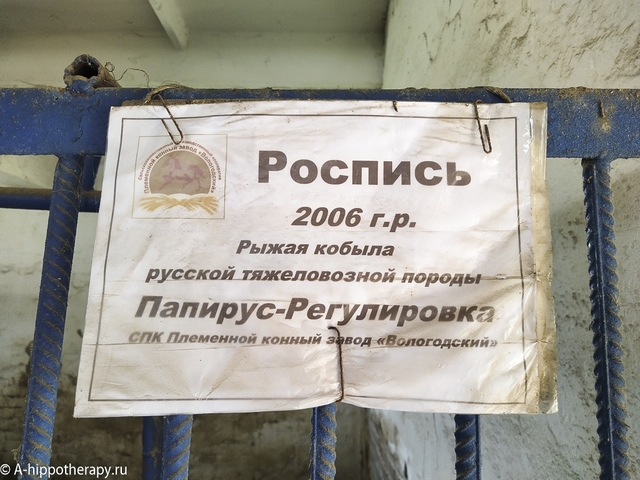 Роспись
2006 г.р.
Рыжая кобыла
русской тяжеловозной породы
Папирус-Регулировка
СПК Племенной конный завод «Вологодский»
© A-hippotherapy.ru